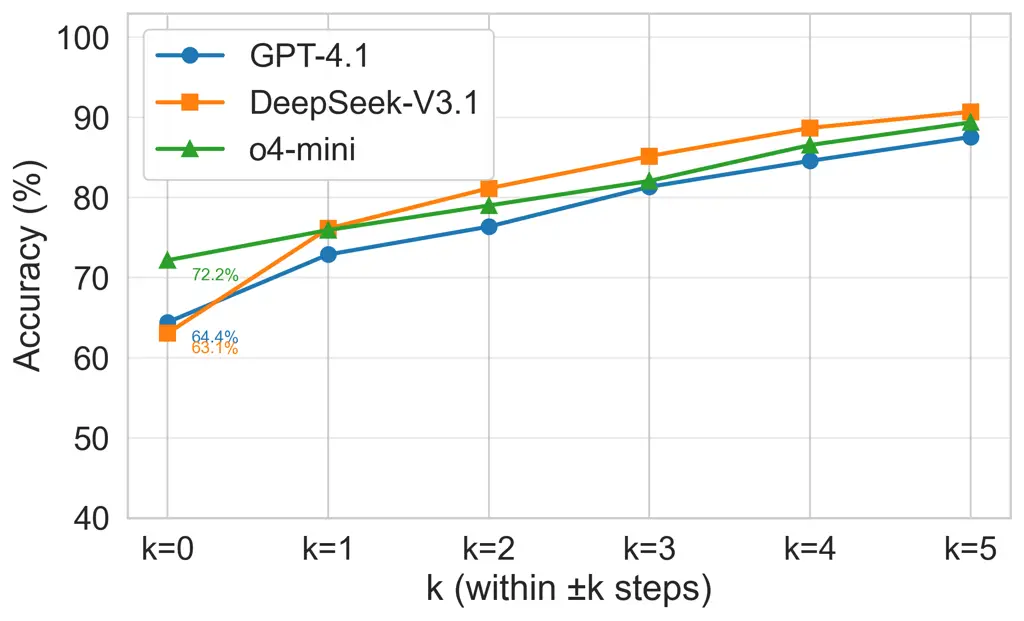 GPT-4.1
DeepSeek-V3.1
o4-mini
100
90
80
70
60
50
40
Accuracy (%)
72.2%
64.4%
63.1%
k=0 k=1 k=2 k=3 k=4 k=5
k (within ±k steps)